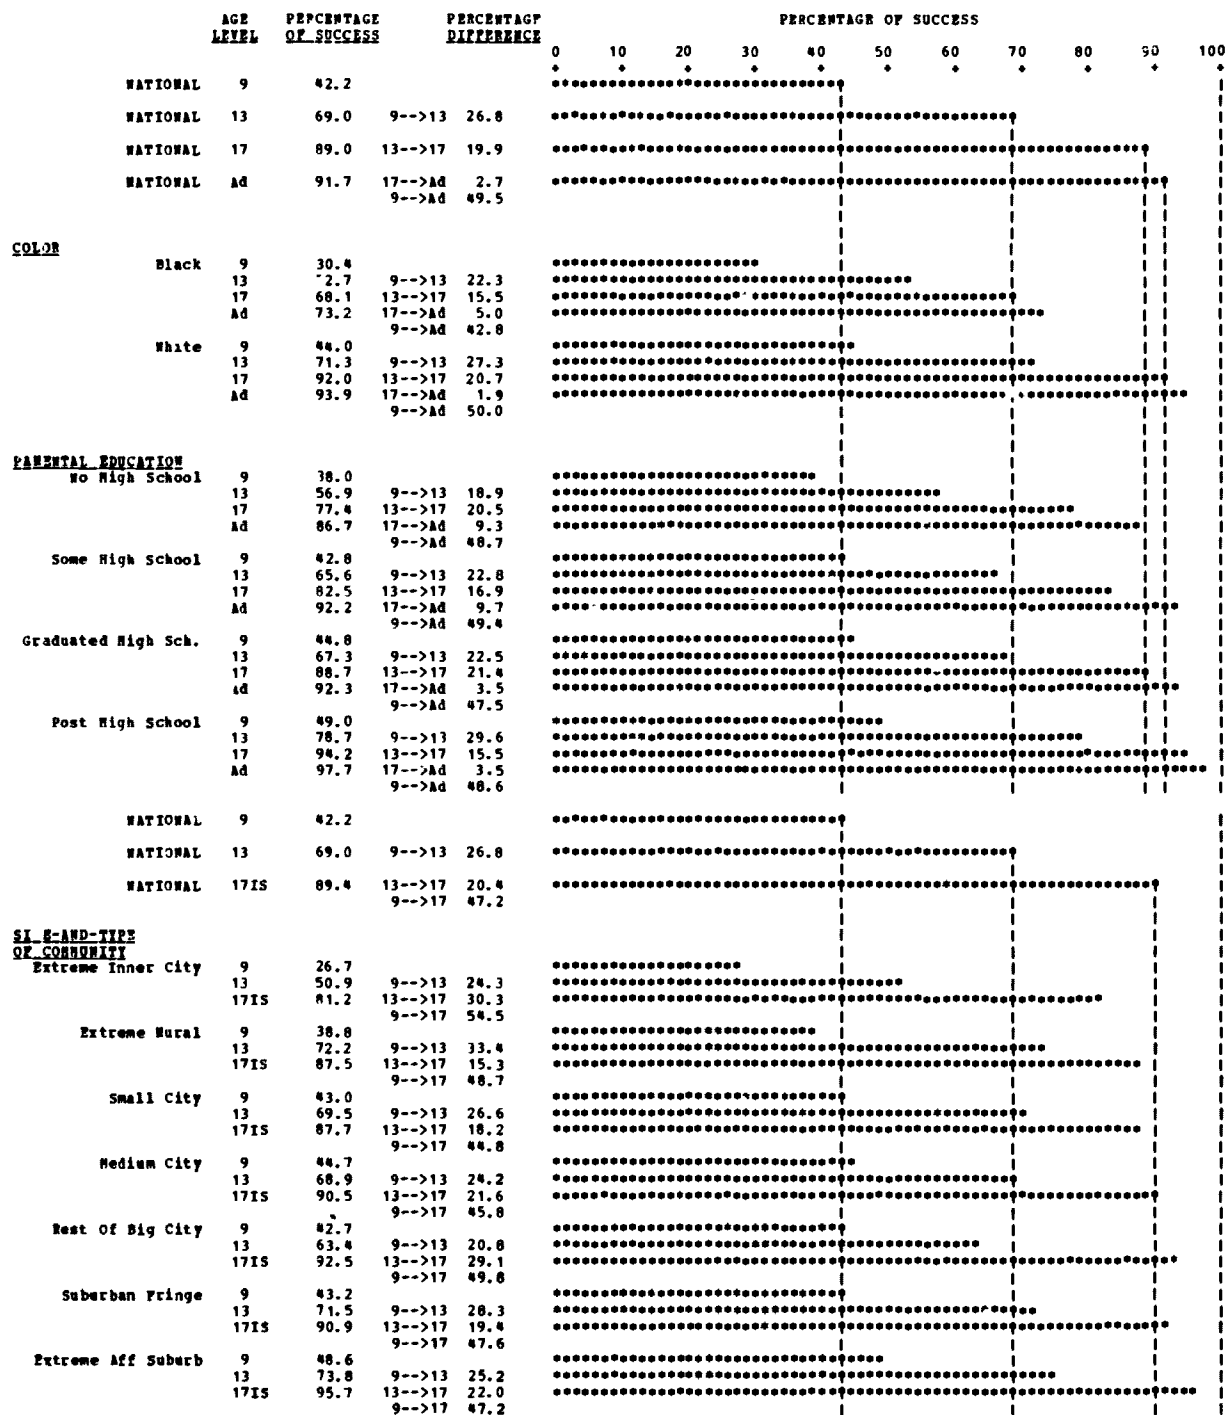 AGE PERCENTAGE PERCENTAGE PERCENTAGE OF SUCCESS
LEVEL OF SUCCESS DIFFERENCE
0 10 20 30 40 50 60 70 80 90 100
NATIONAL 9 42.2
NATIONAL 13 69.0 9-->13 26.8
NATIONAL 17 89.0 13-->17 19.9
NATIONAL Ad 91.7 17-->Ad 2.7
9-->Ad 49.5
COLOR
Black 9 30.4
13 2.7 9-->13 22.3
17 68.1 13-->17 15.5
Ad 73.2 17-->Ad 5.0
9-->Ad 42.8
White 9 44.0
13 71.3 9-->13 27.3
17 92.0 13-->17 20.7
Ad 93.9 17-->Ad 1.9
9-->Ad 50.0
PARENTAL EDUCATION
No High School 9 38.0
13 56.9 9-->13 18.9
17 77.4 13-->17 20.5
Ad 86.7 17-->Ad 9.3
9-->Ad 48.7
Some High School 9 42.8
13 65.6 9-->13 22.8
17 82.5 13-->17 16.9
Ad 92.2 17-->Ad 9.7
9-->Ad 49.4
Graduated High Sch. 9 44.8
13 67.3 9-->13 22.5
17 88.7 13-->17 21.4
Ad 92.3 17-->Ad 3.5
9-->Ad 47.5
Post High School 9 49.0
13 78.7 9-->13 29.6
17 94.2 13-->17 15.5
Ad 97.7 17-->Ad 3.5
9-->Ad 48.6
NATIONAL 9 42.2
NATIONAL 13 69.0 9-->13 26.8
NATIONAL 17IS 89.4 13-->17 20.4
9-->17 47.2
SI E-AND-TYPE
OF COMMUNITY
Extreme Inner City 9 26.7
13 50.9 9-->13 24.3
17IS 81.2 13-->17 30.3
9-->17 54.5
Extreme Rural 9 38.8
13 72.2 9-->13 33.4
17IS 87.5 13-->17 15.3
9-->17 48.7
Small City 9 43.0
13 69.5 9-->13 26.6
17IS 87.7 13-->17 18.2
9-->17 44.8
Medium City 9 44.7
13 68.9 9-->13 24.2
17IS 90.5 13-->17 21.6
9-->17 45.8
Rest Of Big City 9 42.7
13 63.4 9-->13 20.8
17IS 92.5 13-->17 29.1
9-->17 49.8
Suburban Fringe 9 43.2
13 71.5 9-->13 28.3
17IS 90.9 13-->17 19.4
9-->17 47.6
Extreme Aff Suburb 9 48.6
13 73.8 9-->13 25.2
17IS 95.7 13-->17 22.0
9-->17 47.2